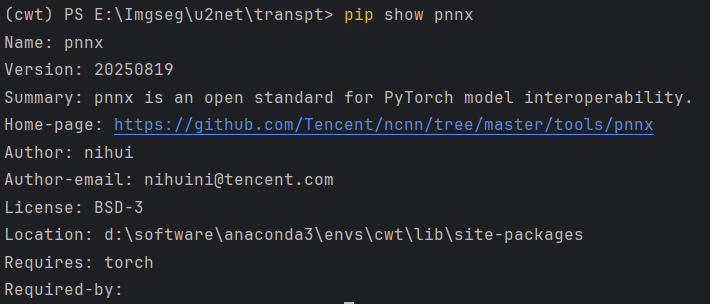 (cwt) PS E:\Imgseg\u2net\transpt> pip show pnnx
Name: pnnx
Version: 20250819
Summary: pnnx is an open standard for PyTorch model interoperability.
Home-page: https://github.com/Tencent/ncnn/tree/master/tools/pnnx
Author: nihui
Author-email: nihuini@tencent.com
License: BSD-3
Location: d:\software\anaconda3\envs\cwt\lib\site-packages
Requires: torch
Required-by: